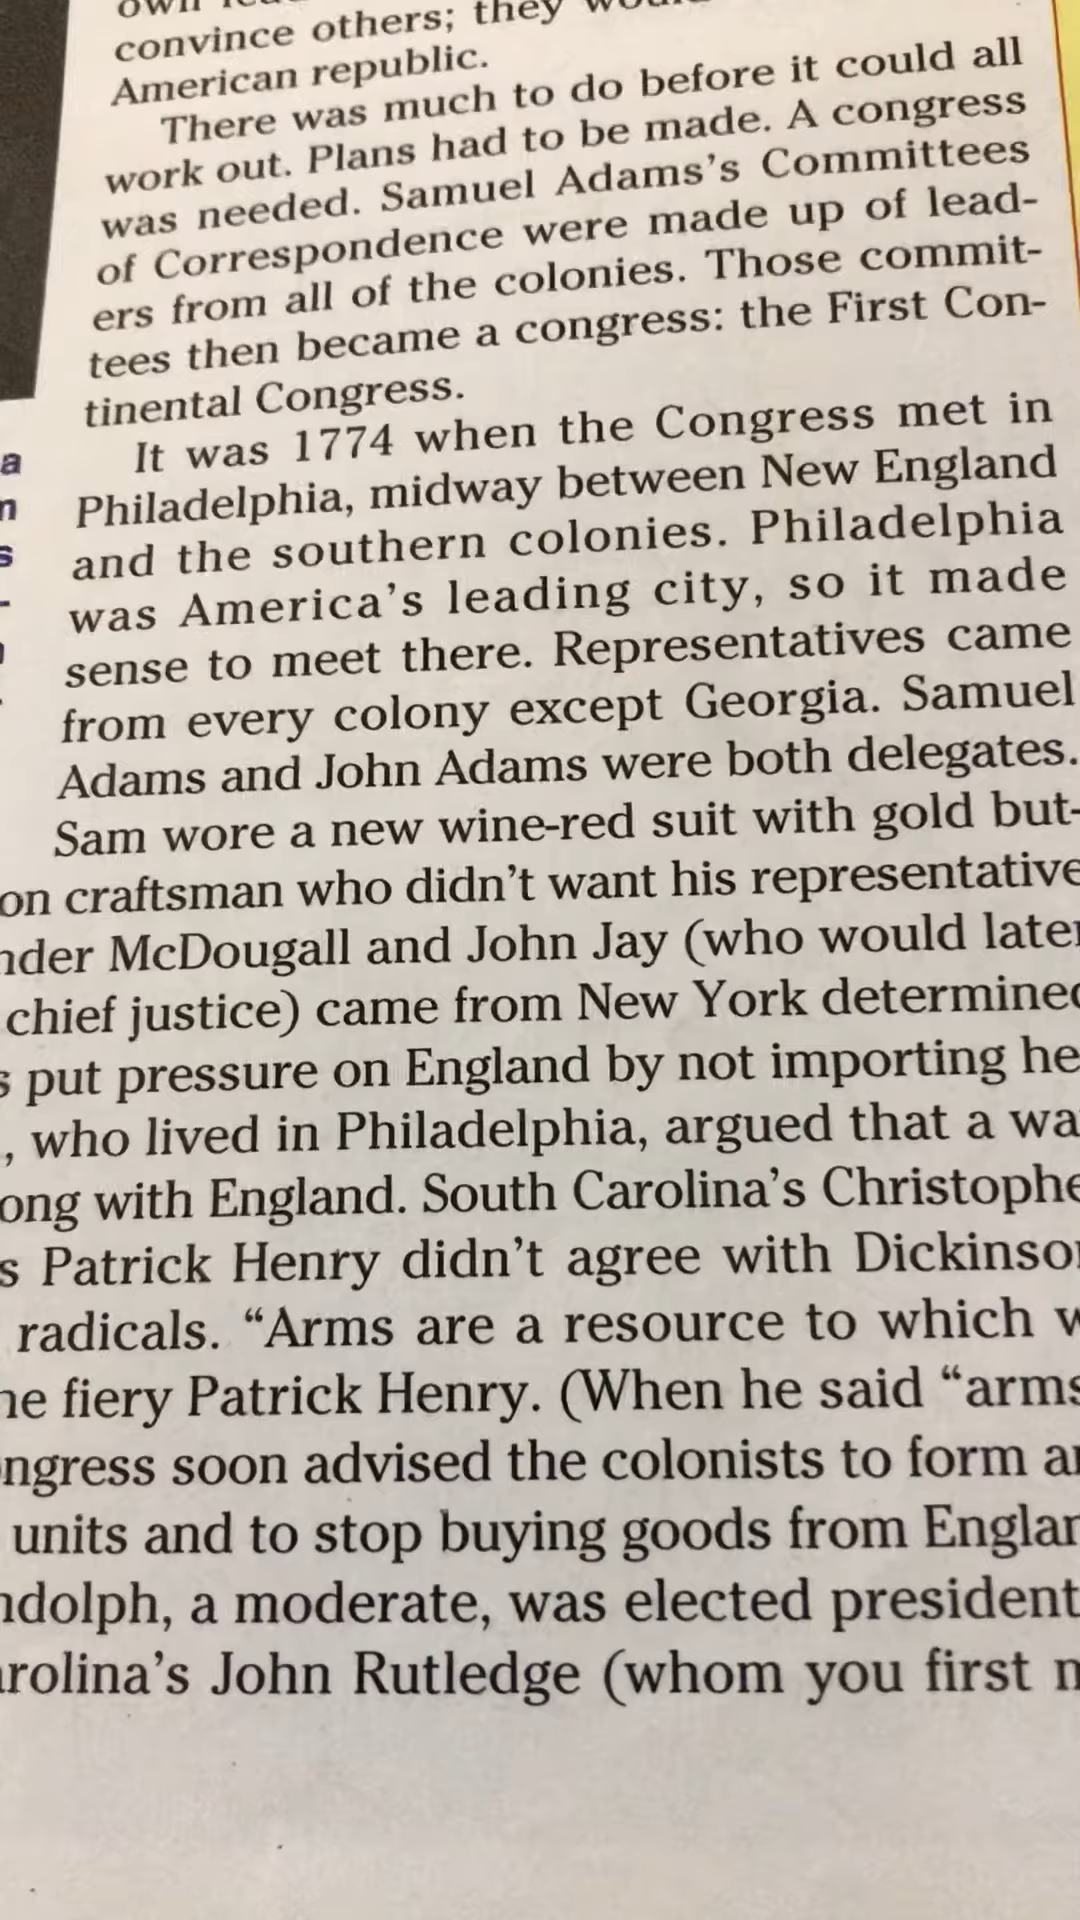 convince others; they
American republic.
There was much to do before it could all
work out. Plans had to be made. A congress
was needed. Samuel Adams's Committees
of Correspondence were made up of lead-
ers from all of the colonies. Those commit-
tees then became a congress: the First Con-
tinental Congress.
It was 1774 when the Congress met in
Philadelphia, midway between New England
and the southern colonies. Philadelphia
was America's leading city, so it made
sense to meet there. Representatives came
from every colony except Georgia. Samuel
Adams and John Adams were both delegates.
Sam wore a new wine-red suit with gold but-
on craftsman who didn't want his representative
nder McDougall and John Jay (who would later
chief justice) came from New York determined
s put pressure on England by not importing he
, who lived in Philadelphia, argued that a wa
ong with England. South Carolina's Christophe
s Patrick Henry didn't agree with Dickinson
radicals. “Arms are a resource to which w
he fiery Patrick Henry. (When he said “arms
ongress soon advised the colonists to form ar
units and to stop buying goods from Englan
ndolph, a moderate, was elected president
arolina's John Rutledge (whom you first m